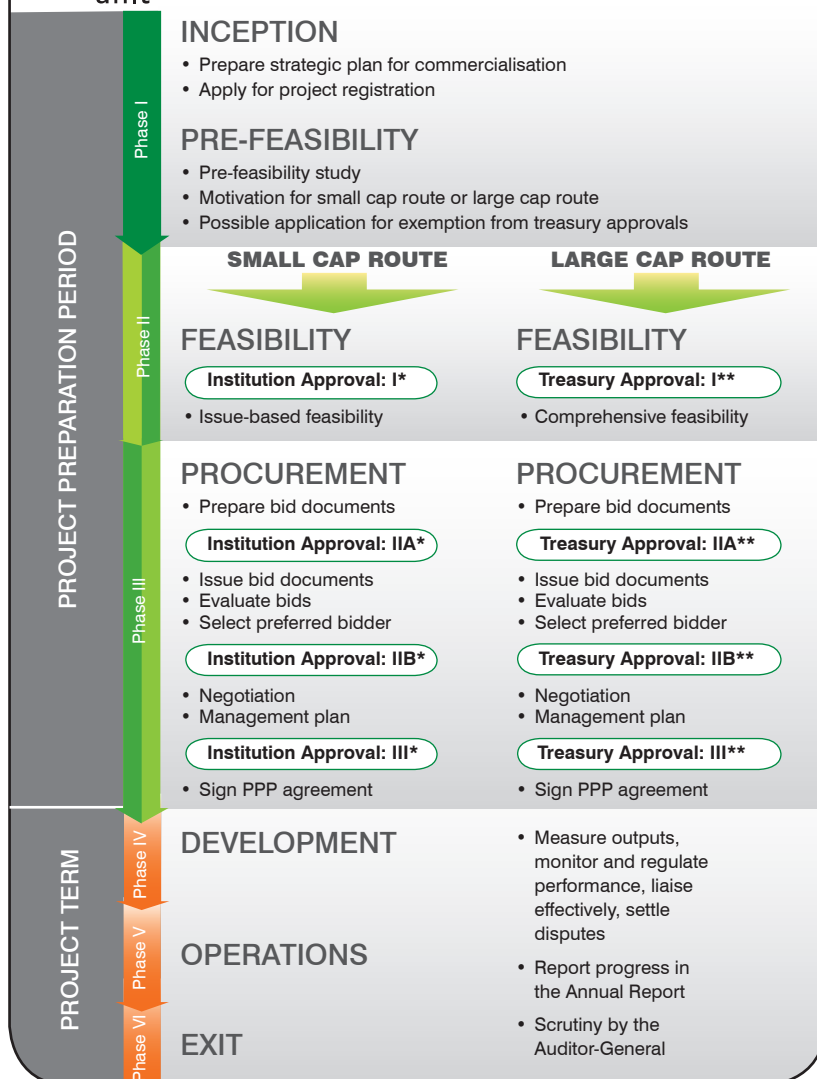 unit
PROJECT PREPARATION PERIOD
Phase I
INCEPTION
• Prepare strategic plan for commercialisation
• Apply for project registration
PRE-FEASIBILITY
• Pre-feasibility study
• Motivation for small cap route or large cap route
• Possible application for exemption from treasury approvals
Phase II
SMALL CAP ROUTE
FEASIBILITY
Institution Approval: I*
• Issue-based feasibility
LARGE CAP ROUTE
FEASIBILITY
Treasury Approval: I**
• Comprehensive feasibility
Phase III
PROCUREMENT
• Prepare bid documents
Institution Approval: IIA*
• Issue bid documents
• Evaluate bids
• Select preferred bidder
Institution Approval: IIB*
• Negotiation
• Management plan
Institution Approval: III*
• Sign PPP agreement
PROCUREMENT
• Prepare bid documents
Treasury Approval: IIA**
• Issue bid documents
• Evaluate bids
• Select preferred bidder
Treasury Approval: IIB**
• Negotiation
• Management plan
Treasury Approval: III**
• Sign PPP agreement
PROJECT TERM
Phase IV
DEVELOPMENT
Phase V
OPERATIONS
Phase VI
EXIT
• Measure outputs,
monitor and regulate
performance, liaise
effectively, settle
disputes
• Report progress in
the Annual Report
• Scrutiny by the
Auditor-General